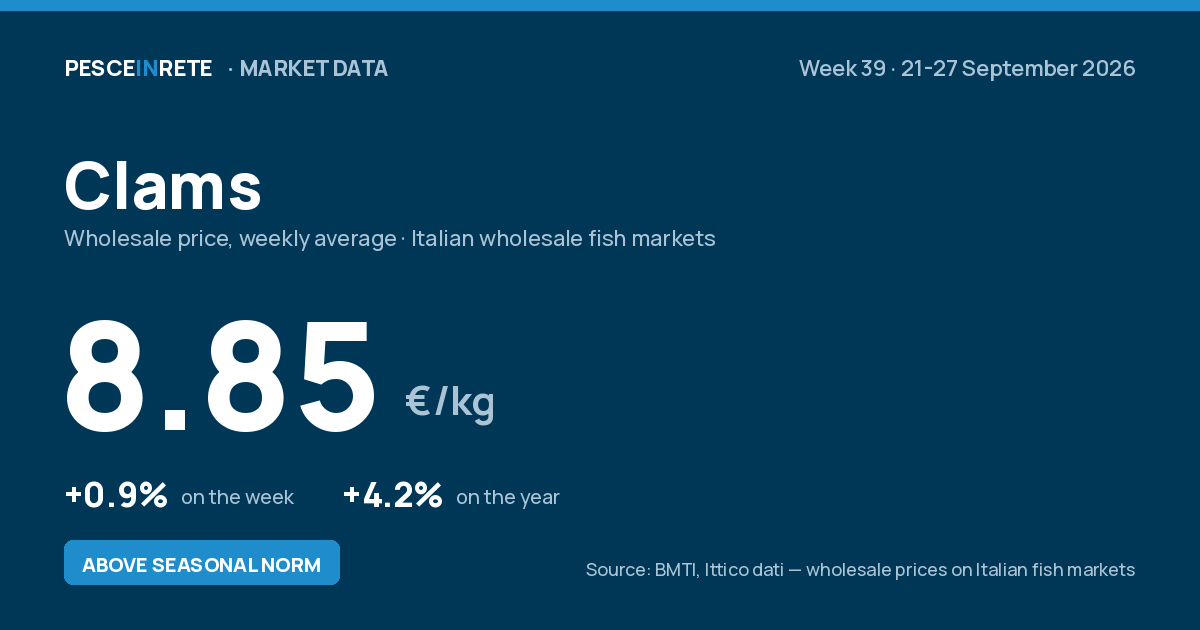 PESCEINRETE · MARKET DATA
Week 39 · 21-27 September 2026
Clams
Wholesale price, weekly average · Italian wholesale fish markets
8.85 €/kg
+0.9% on the week +4.2% on the year
ABOVE SEASONAL NORM
Source: BMTI, Ittico dati — wholesale prices on Italian fish markets